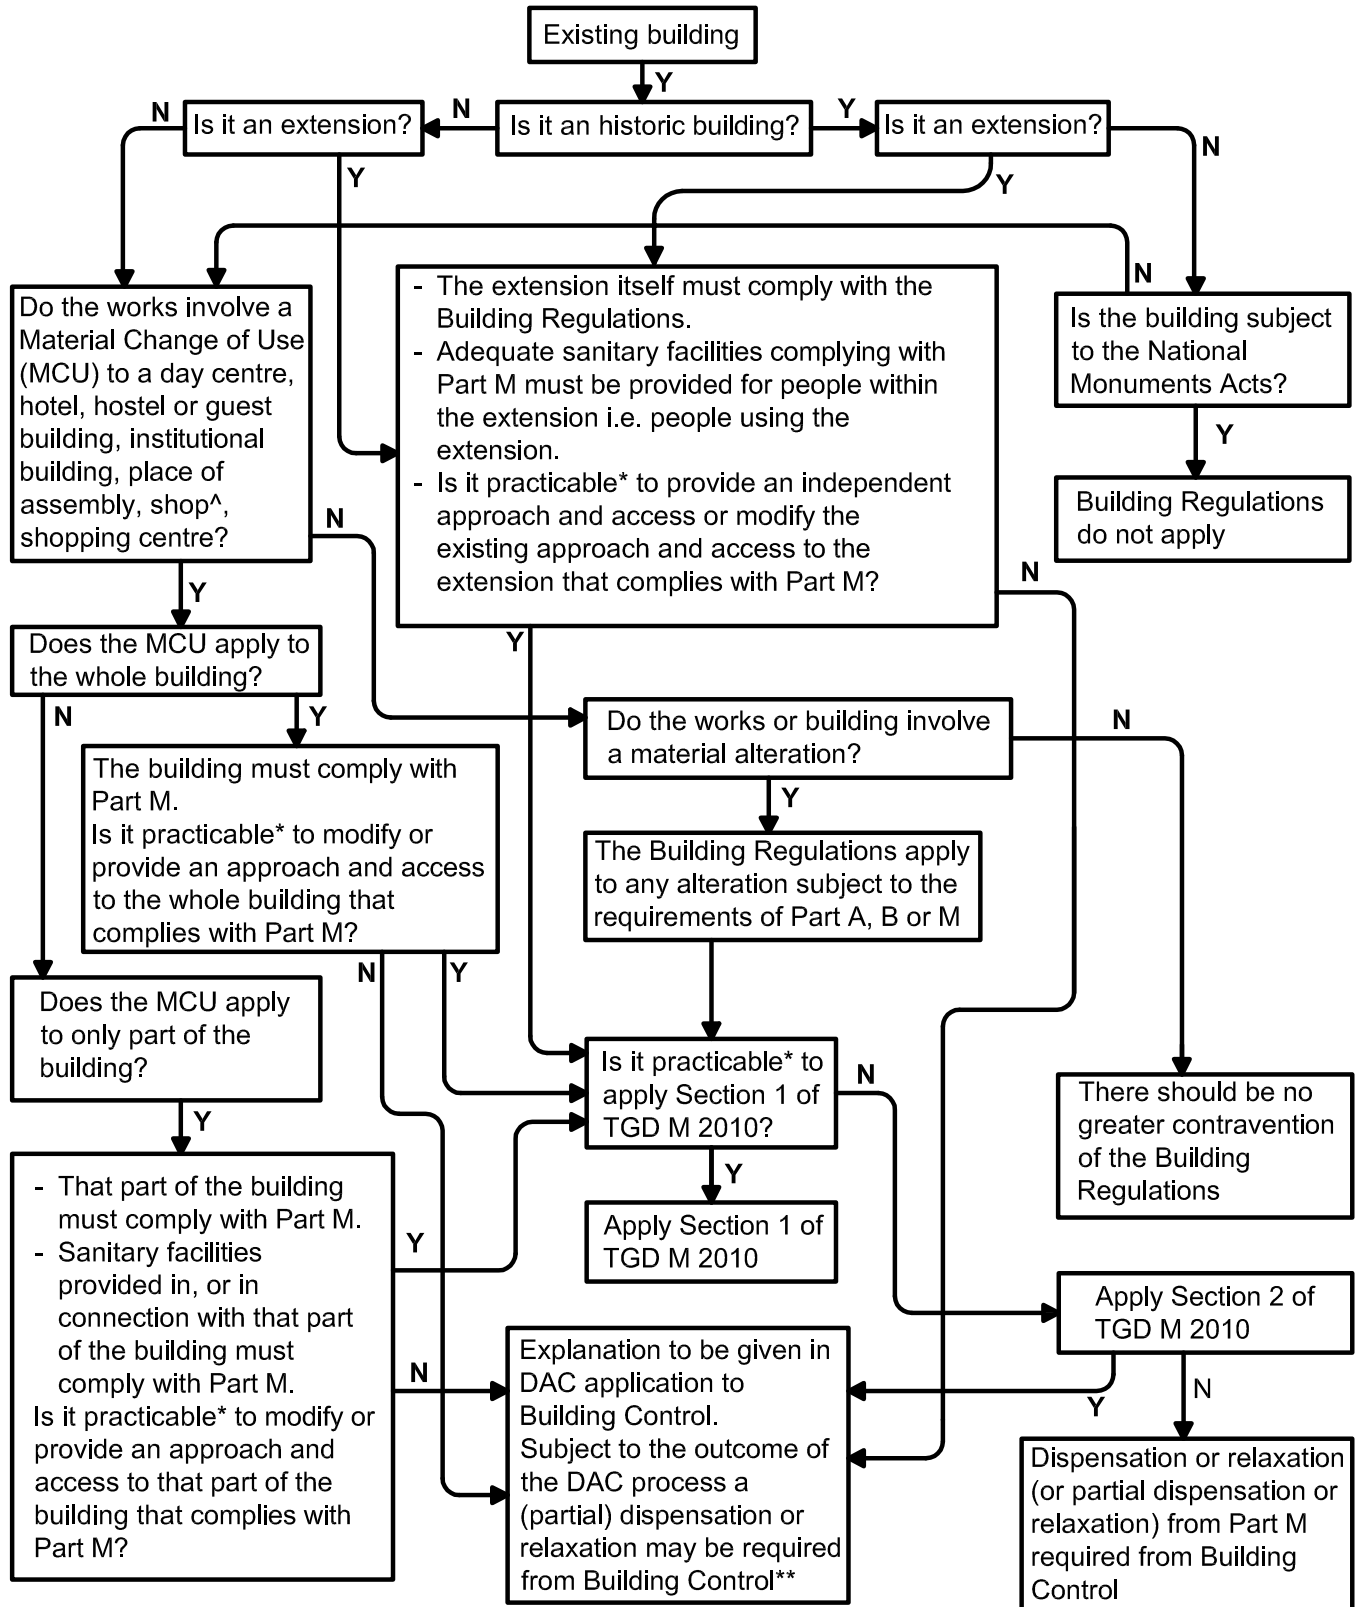 Existing building
Y
N
Is it an extension?
N
Is it an historic building?
Y
Is it an extension?
N
Y
Y
N
Do the works involve a
Material Change of Use
(MCU) to a day centre,
hotel, hostel or guest
building, institutional
building, place of
assembly, shop^,
shopping centre?
N
- The extension itself must comply with the
Building Regulations.
- Adequate sanitary facilities complying with
Part M must be provided for people within
the extension i.e. people using the
extension.
- Is it practicable* to provide an independent
approach and access or modify the
existing approach and access to the
extension that complies with Part M?
N
Y
Is the building subject
to the National
Monuments Acts?
Y
Building Regulations
do not apply
Y
Does the MCU apply to
the whole building?
N
Y
Do the works or building involve
a material alteration?
N
Y
The building must comply with
Part M.
Is it practicable* to modify or
provide an approach and access
to the whole building that
complies with Part M?
N
Y
The Building Regulations apply
to any alteration subject to the
requirements of Part A, B or M
Does the MCU apply
to only part of the
building?
Y
Is it practicable* to
apply Section 1 of
TGD M 2010?
N
Y
There should be no
greater contravention
of the Building
Regulations
- That part of the building
must comply with Part M.
- Sanitary facilities
provided in, or in
connection with that part
of the building must
comply with Part M.
Is it practicable* to modify or
provide an approach and
access to that part of the
building that complies with
Part M?
Y
N
Apply Section 1 of
TGD M 2010
Apply Section 2 of
TGD M 2010
Y
N
Explanation to be given in
DAC application to
Building Control.
Subject to the outcome of
the DAC process a
(partial) dispensation or
relaxation may be required
from Building Control**
Dispensation or relaxation
(or partial dispensation or
relaxation) from Part M
required from Building
Control